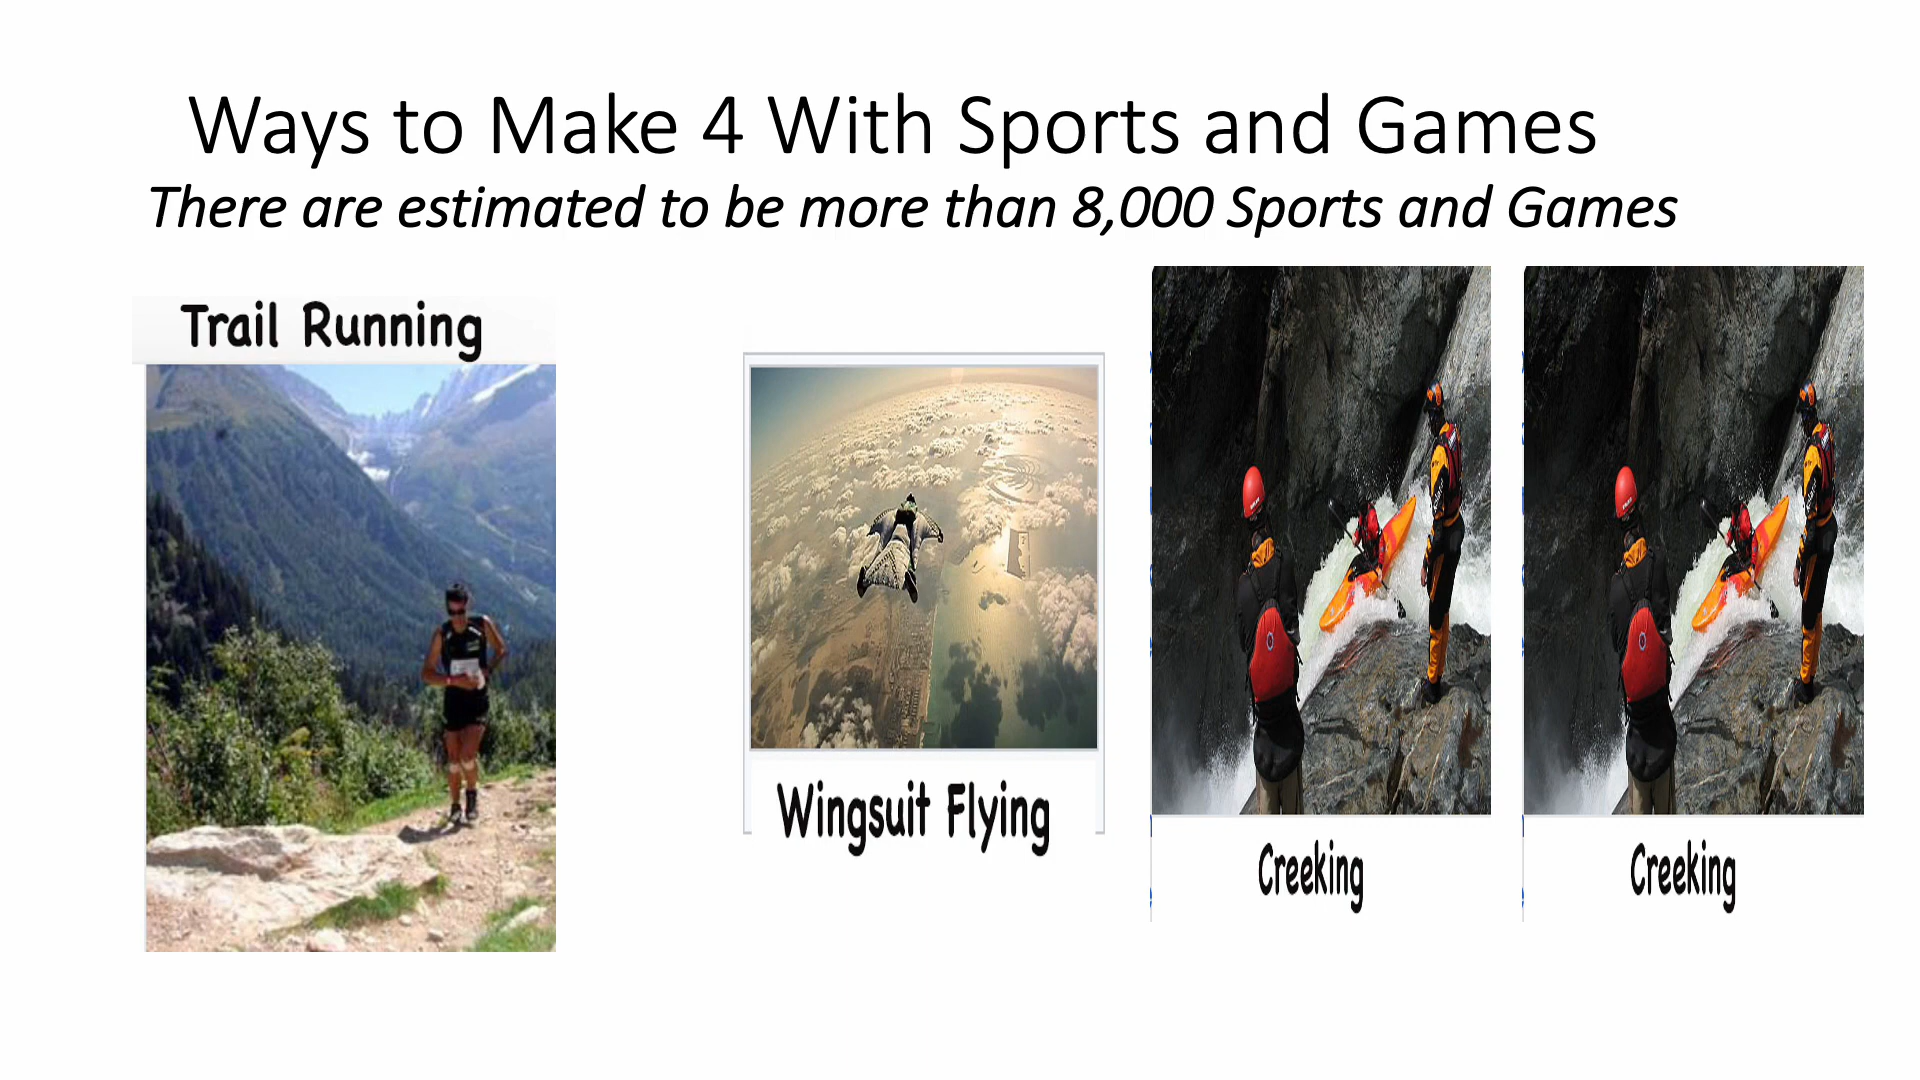 Ways to Make 4 With Sports and Games
There are estimated to be more than 8,000 Sports and Games
Trail Running
Wingsuit Flying
Creeking
Creeking